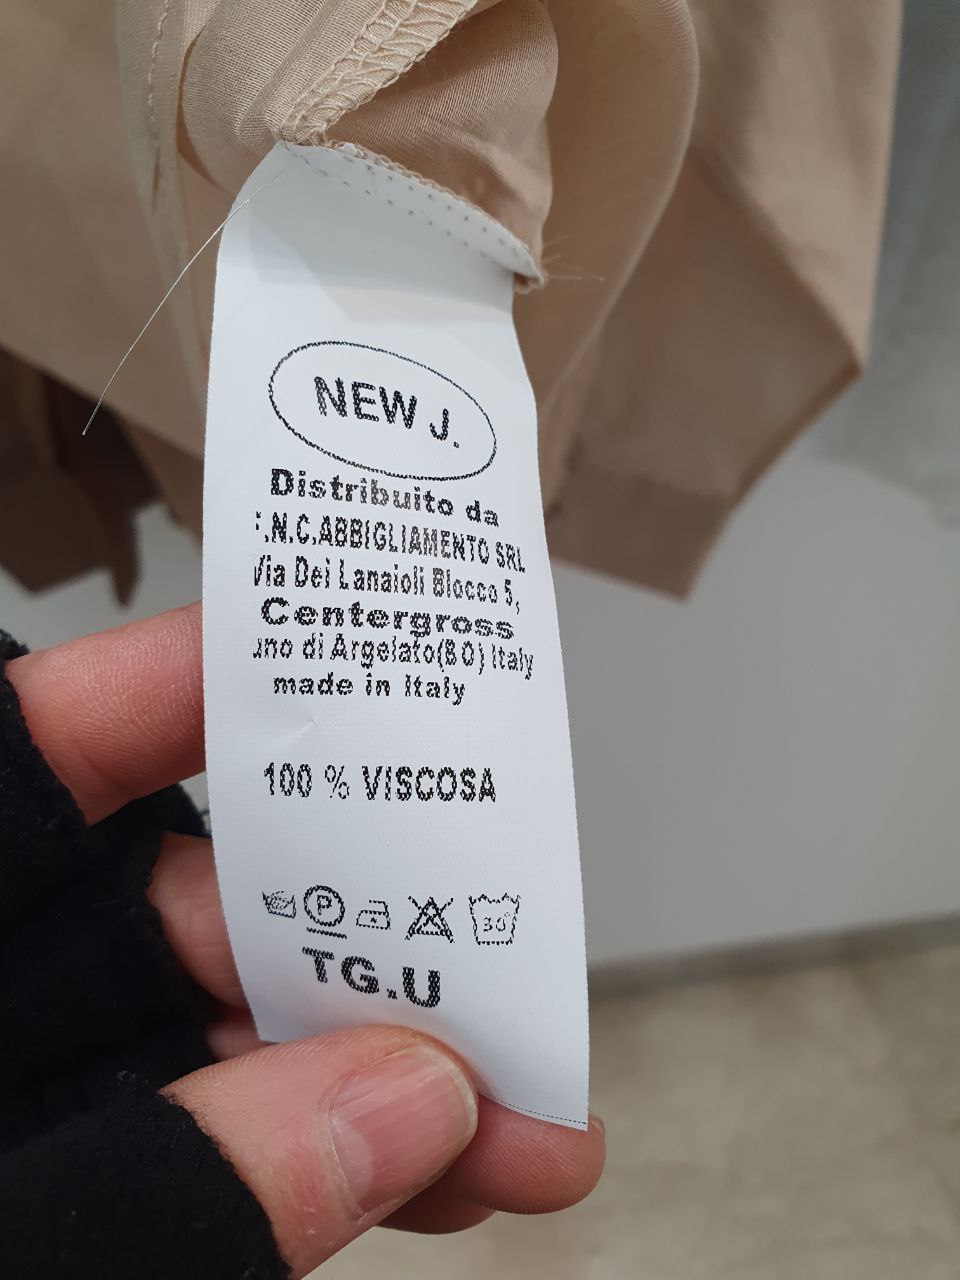 NEW J.
Distribuito da
.N.C.ABBIGLIAMENTO SRL
Via Dei Lanaioli Blocco 5,
Centergross
di Argelato(BO) Italy
made in Italy
100 % VISCOSA
P
30°
TG.U